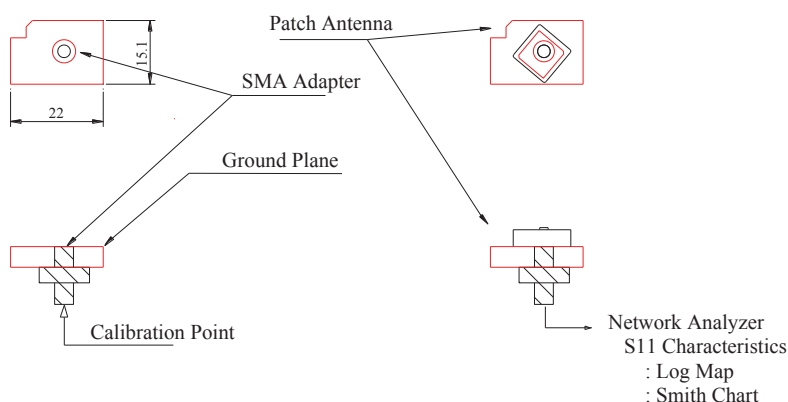 Patch Antenna
15.1
SMA Adapter
22
Ground Plane
Calibration Point
Network Analyzer
S11 Characteristics
: Log Map
: Smith Chart